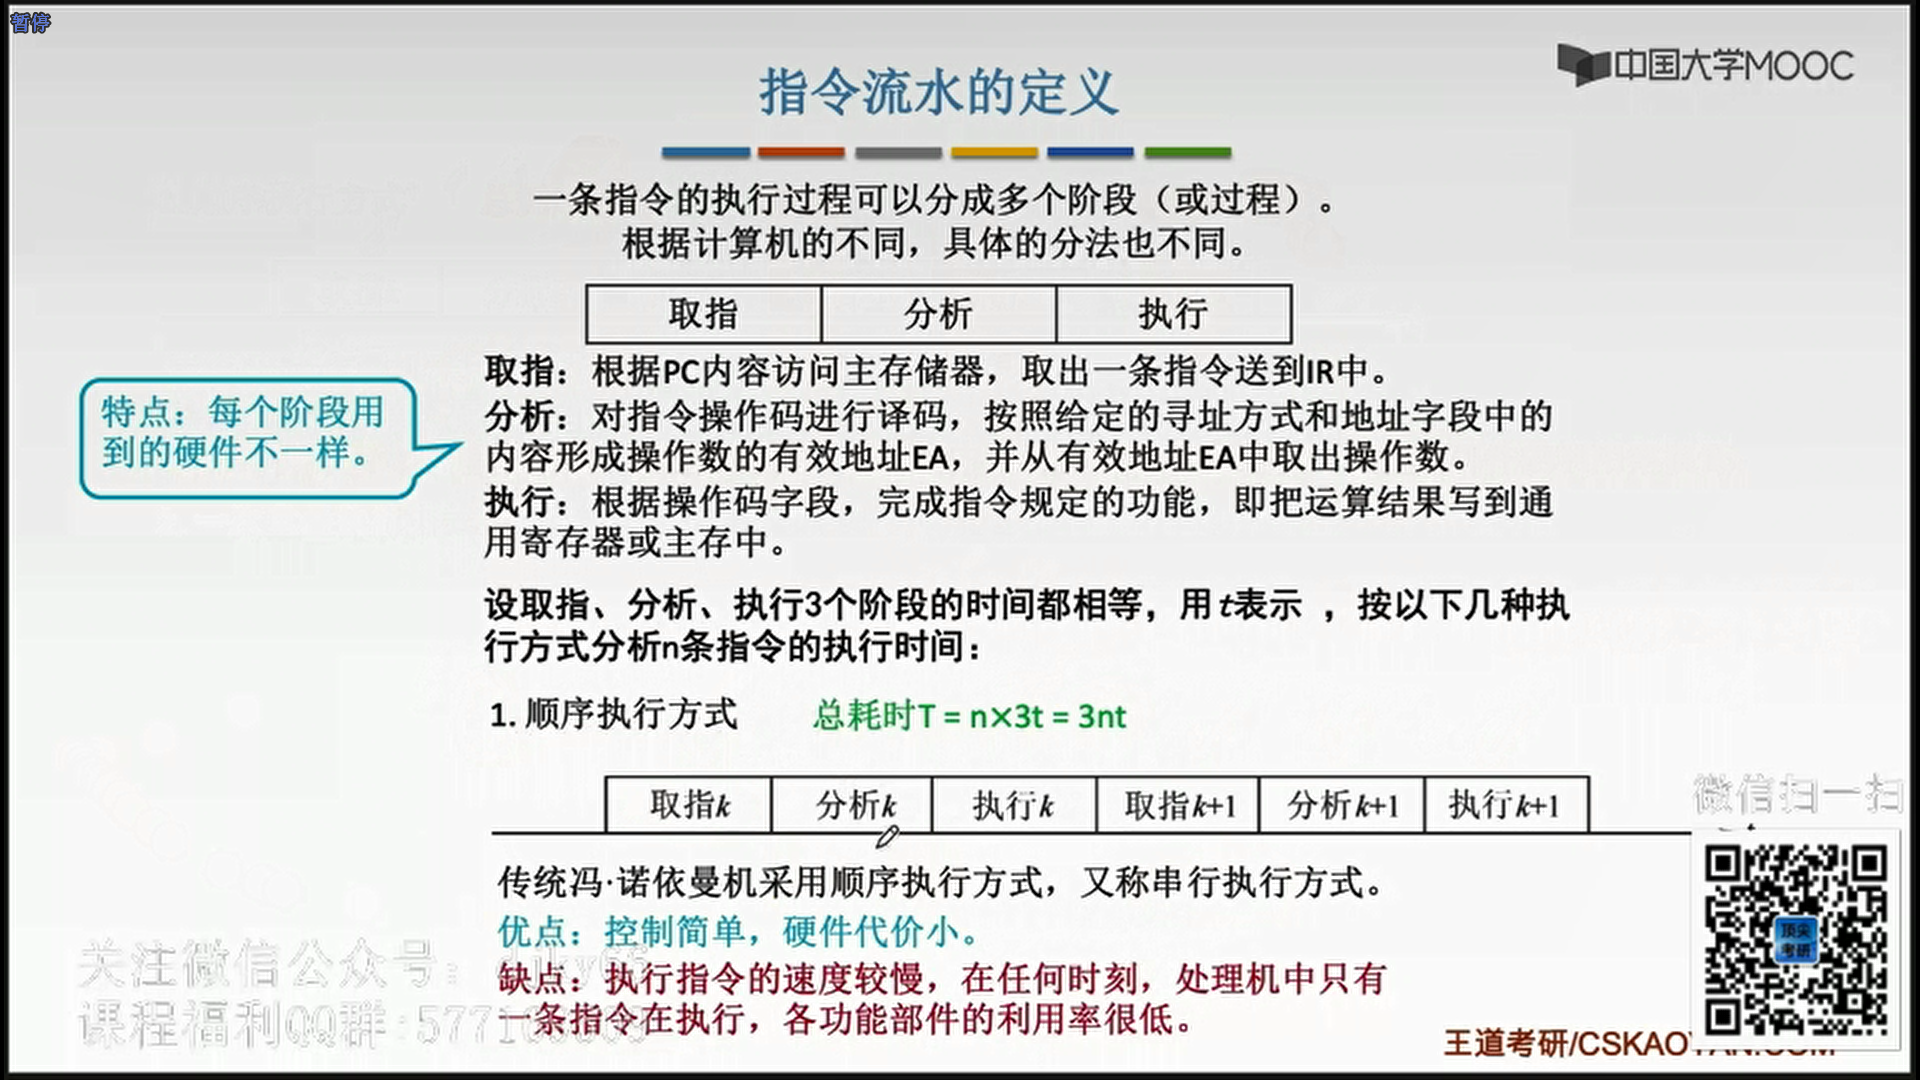 暂停
中国大学MOOC
指令流水的定义
一条指令的执行过程可以分成多个阶段（或过程）。
根据计算机的不同，具体的分法也不同。
取指 分析 执行
特点：每个阶段用
到的硬件不一样。
取指：根据PC内容访问主存储器，取出一条指令送到IR中。
分析：对指令操作码进行译码，按照给定的寻址方式和地址字段中的
内容形成操作数的有效地址EA，并从有效地址EA中取出操作数。
执行：根据操作码字段，完成指令规定的功能，即把运算结果写到通
用寄存器或主存中。
设取指、分析、执行3个阶段的时间都相等，用t表示 ，按以下几种执
行方式分析n条指令的执行时间：
1. 顺序执行方式 总耗时T = n×3t = 3nt
取指k 分析k 执行k 取指k+1 分析k+1 执行k+1
传统冯·诺依曼机采用顺序执行方式，又称串行执行方式。
优点：控制简单，硬件代价小。
缺点：执行指令的速度较慢，在任何时刻，处理机中只有
一条指令在执行，各功能部件的利用率很低。
微信扫一扫
顶尖
考研
关注微信公众号：
课程福利QQ群:
王道考研/CSKAOYAN.COM